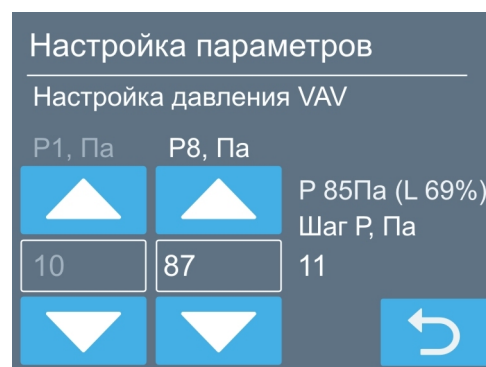 Настройка параметров
Настройка давления VAV
P1, Па P8, Па
P 85Па (L 69%)
Шаг P, Па
10 87 11